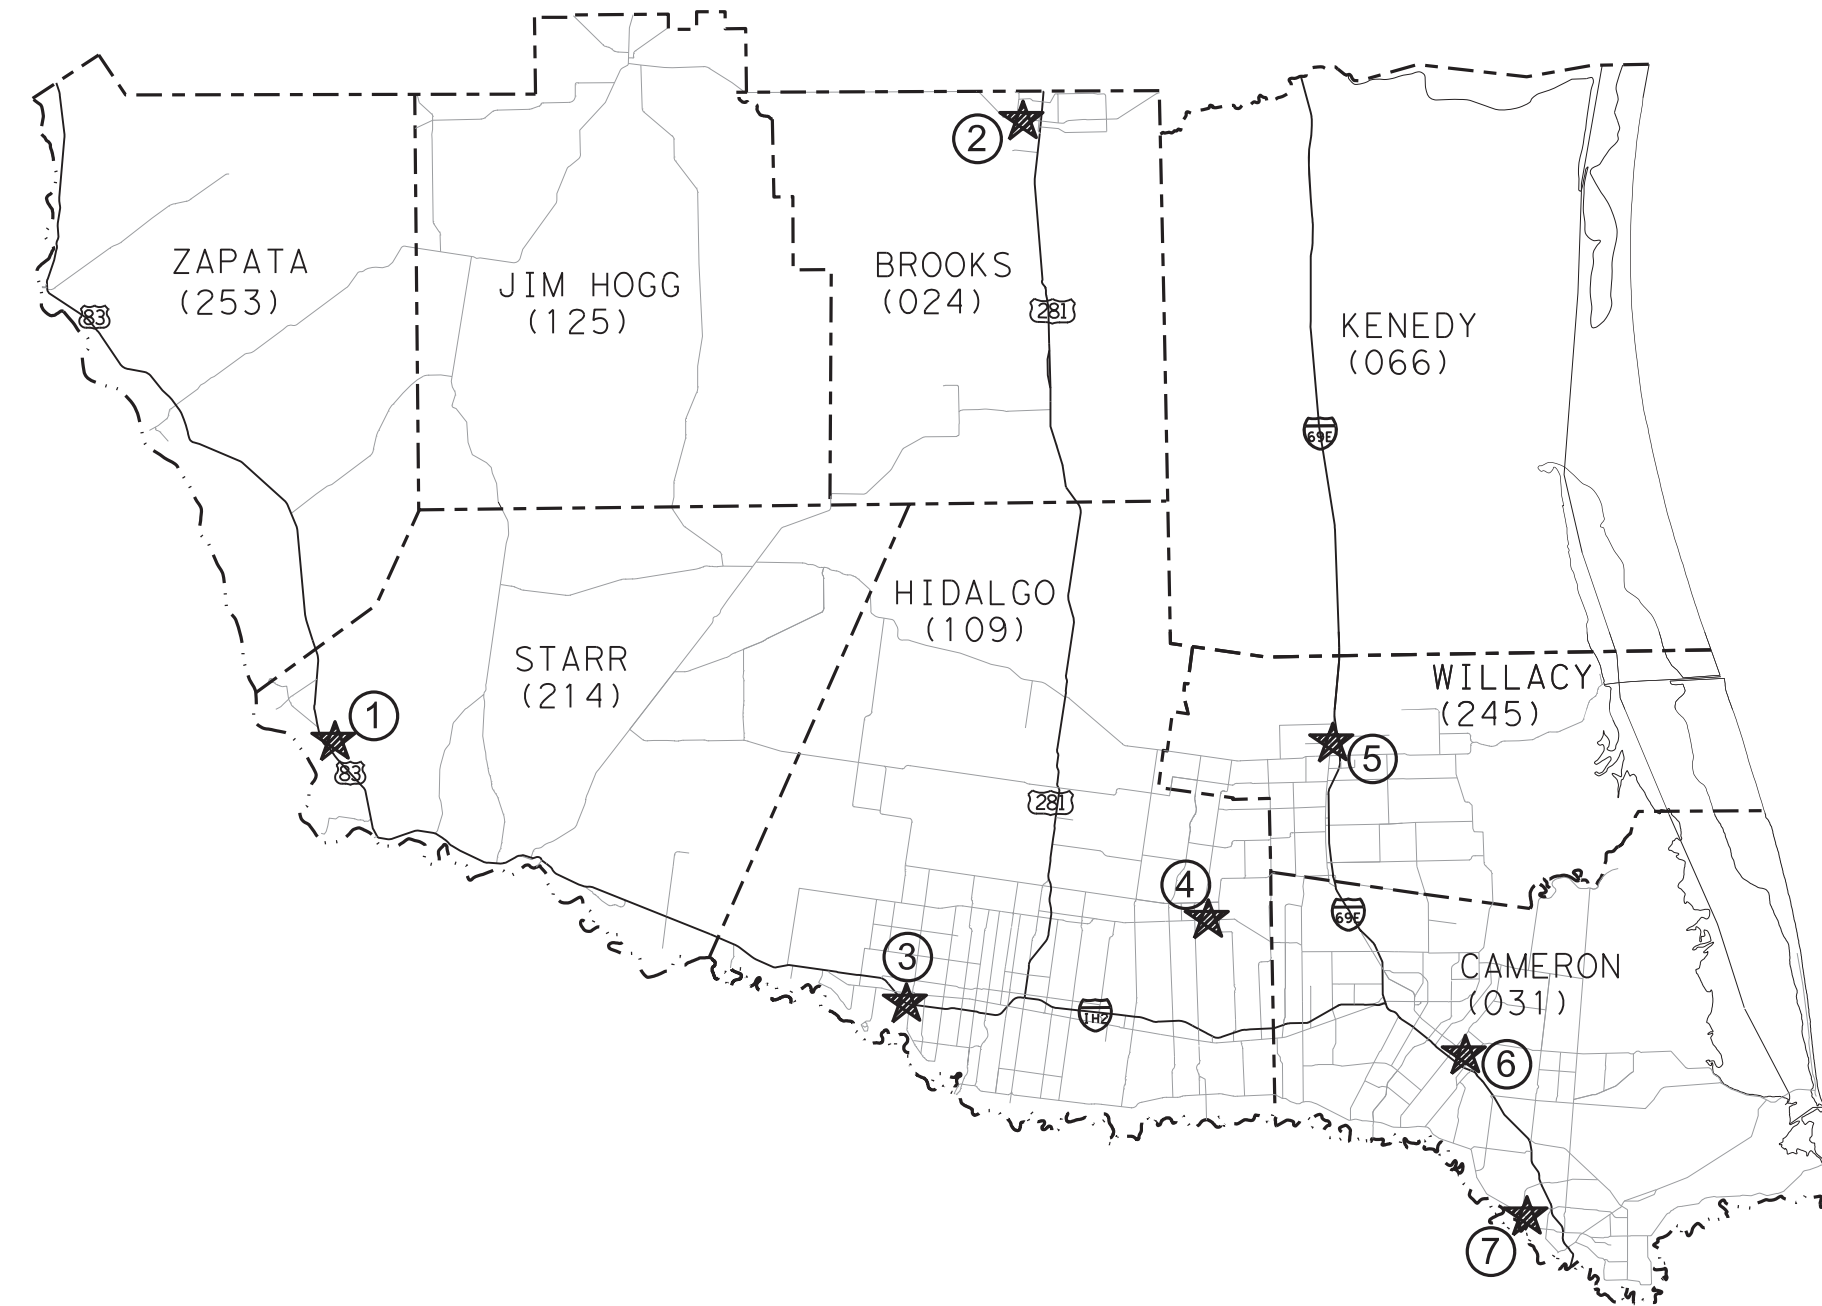 2
ZAPATA
(253)
JIM HOGG
(125)
BROOKS
(024)
KENEDY
(066)
83
281
69E
HIDALGO
(109)
STARR
(214)
WILLACY
(245)
1
83
5
281
4
69E
3
CAMERON
(031)
IH2
6
7